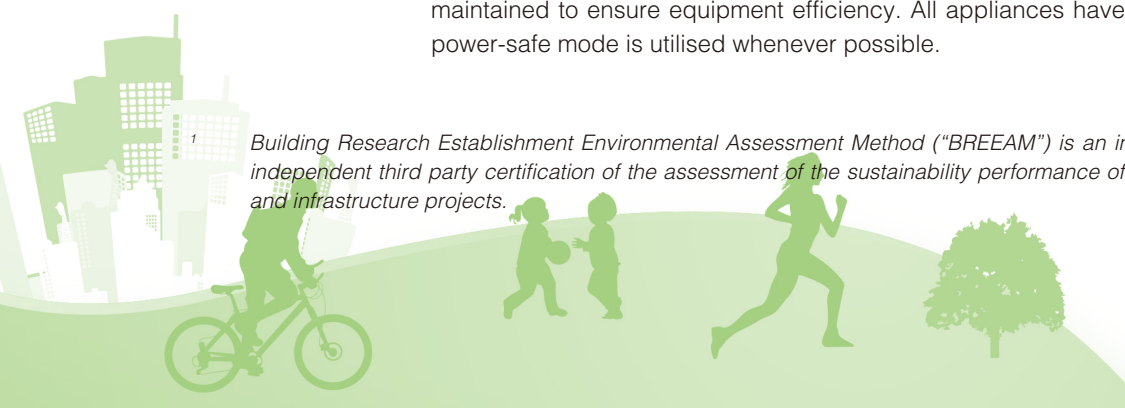 maintained to ensure equipment efficiency. All appliances have
power-safe mode is utilised whenever possible.
1 Building Research Establishment Environmental Assessment Method (“BREEAM”) is an
independent third party certification of the assessment of the sustainability performance of
and infrastructure projects.